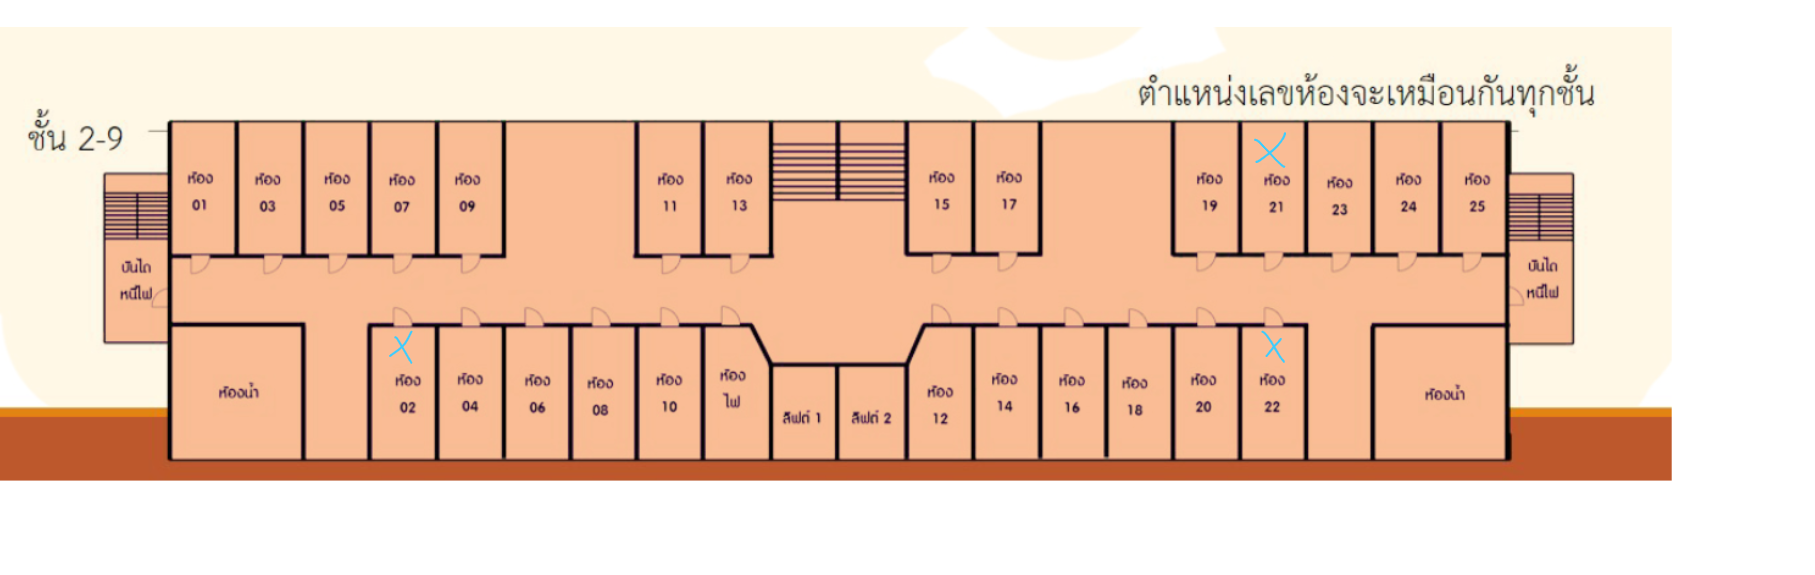 ตำแหน่งเลขห้องจะเหมือนกันทุกชั้น
ชั้น 2-9
ห้อง 01
ห้อง 03
ห้อง 05
ห้อง 07
ห้อง 09
ห้อง 11
ห้อง 13
ห้อง 15
ห้อง 17
ห้อง 19
X
ห้อง 21
ห้อง 23
ห้อง 24
ห้อง 25
บันได
หนีไฟ
บันได
หนีไฟ
ห้องน้ำ
X
ห้อง 02
ห้อง 04
ห้อง 06
ห้อง 08
ห้อง 10
ห้อง ไฟ
ลิฟต์ 1
ลิฟต์ 2
ห้อง 12
ห้อง 14
ห้อง 16
ห้อง 18
ห้อง 20
X
ห้อง 22
ห้องน้ำ